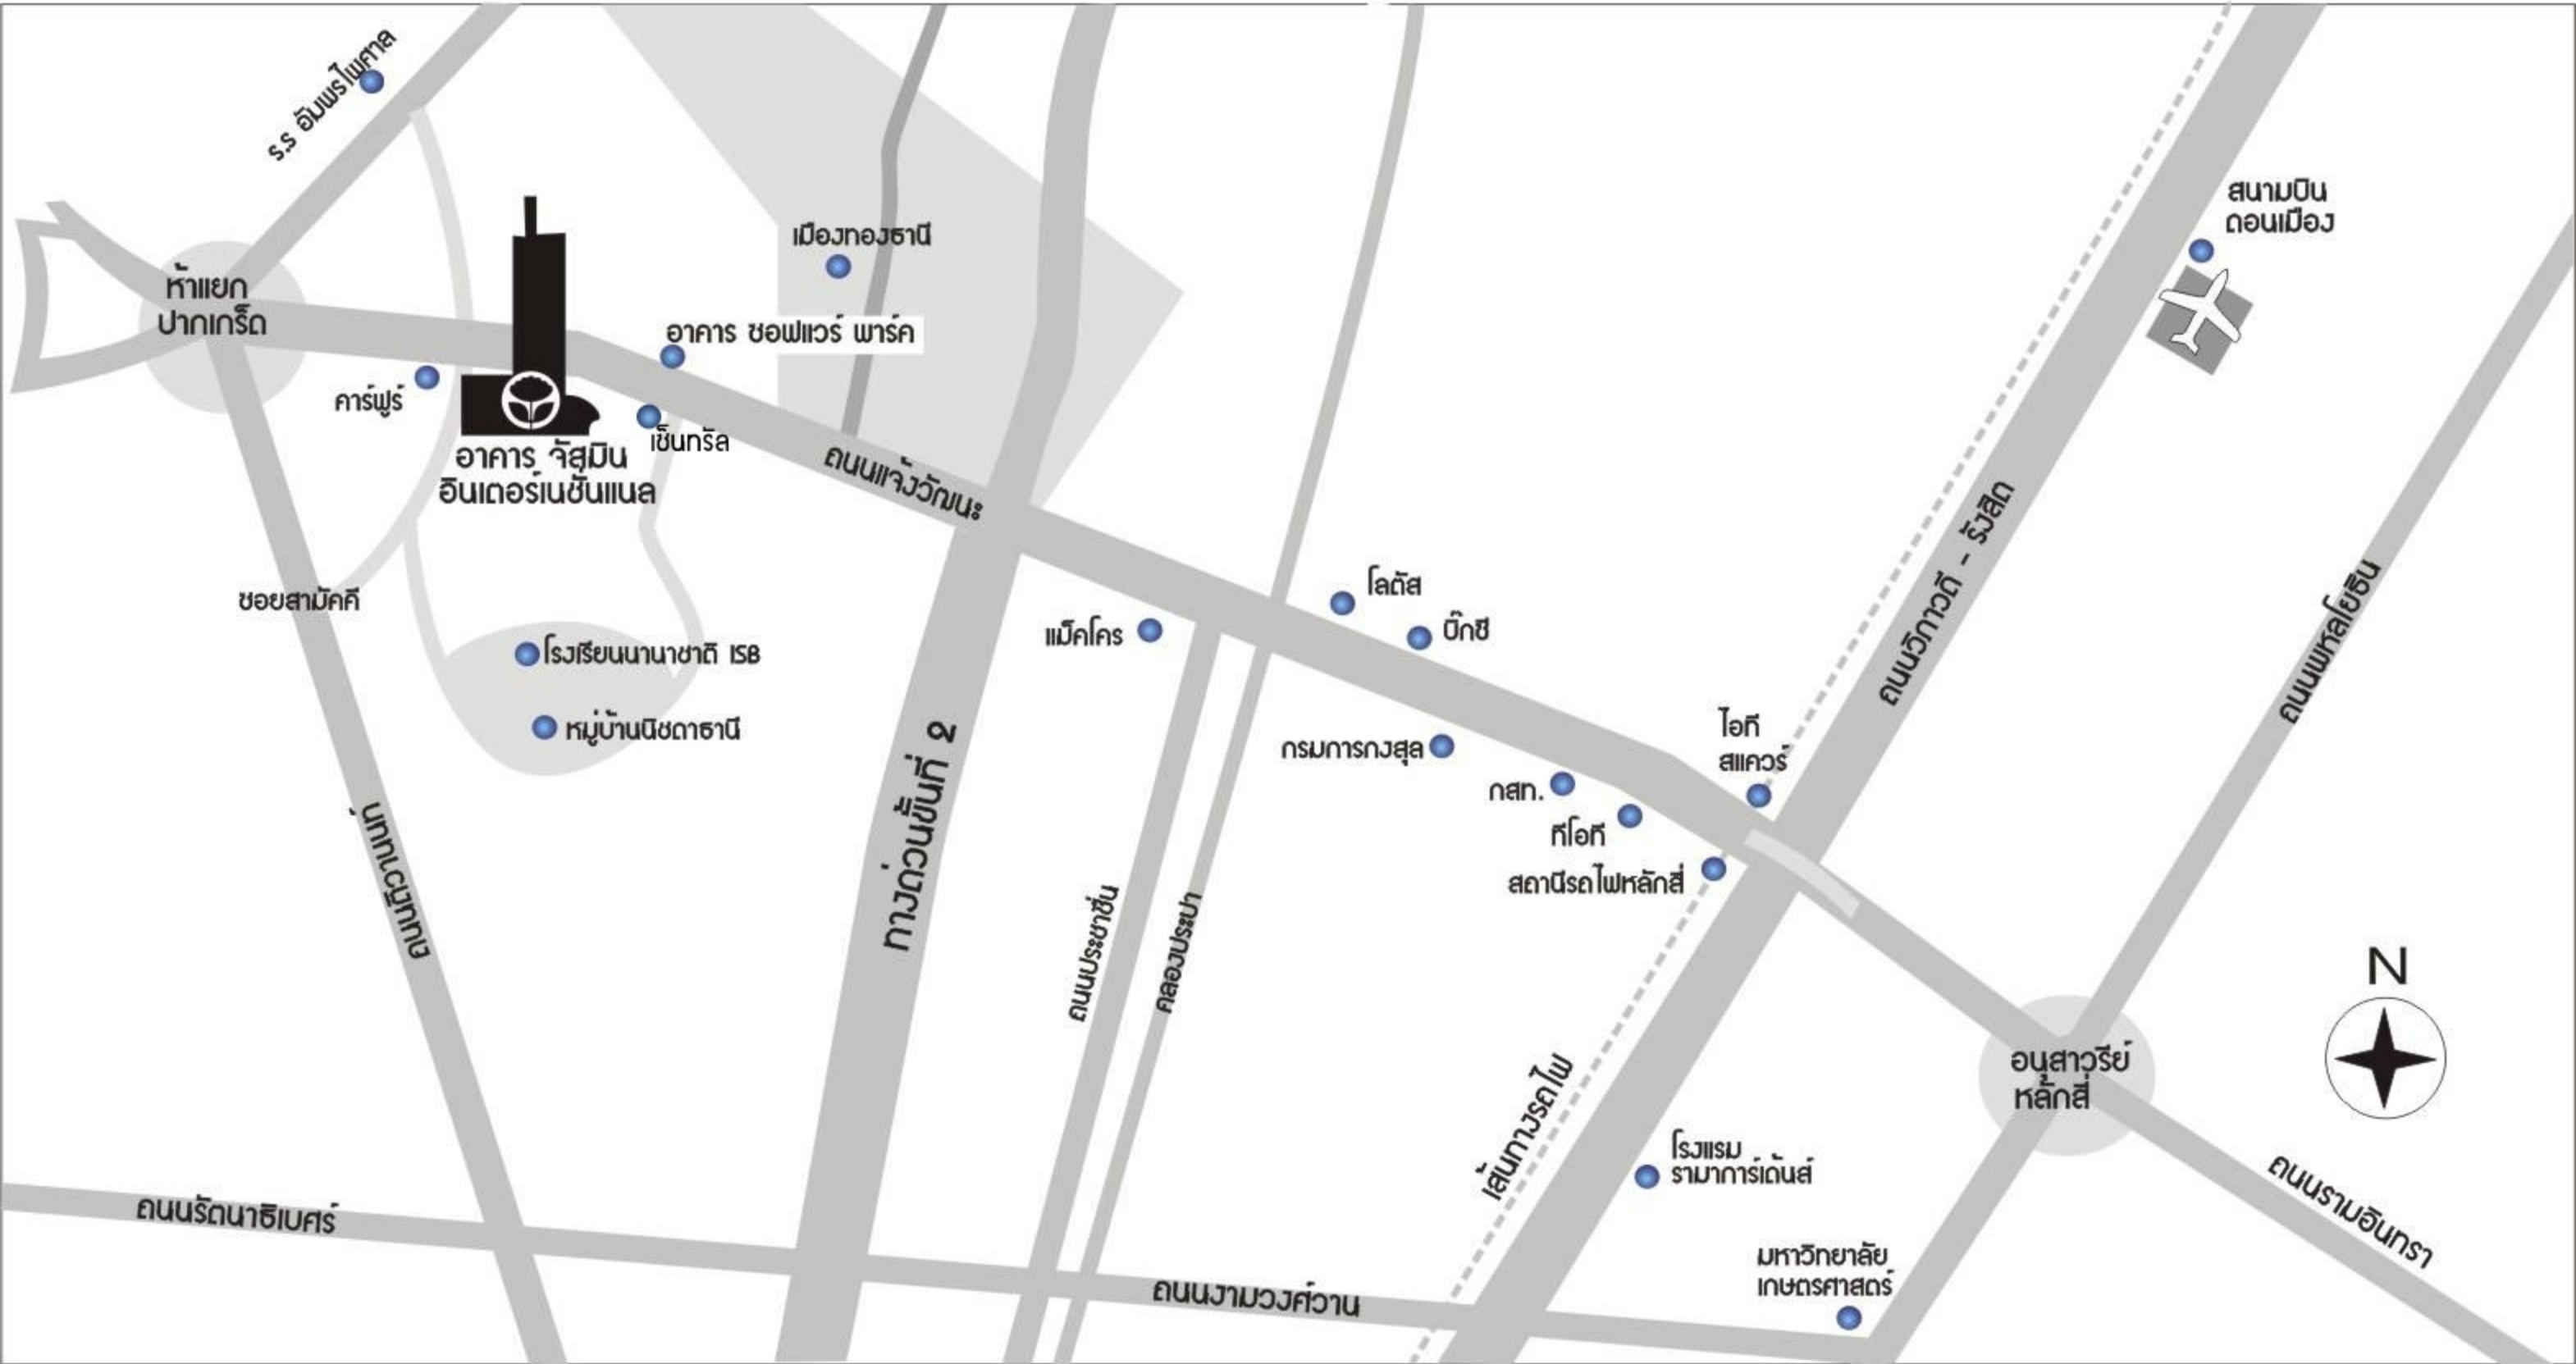 ร.ร อัมพรไพศาล
สนามบิน
ดอนเมือง
เมืองทองธานี
ห้าแยก
ปากเกร็ด
อาคาร ซอฟแวร์ พาร์ค
คาร์ฟูร์
เซ็นทรัล
อาคาร จัสมิน
อินเตอร์เนชั่นแนล
ถนนแจ้งวัฒนะ
ถนนวิภาวดี - รังสิต
ถนนพหลโยธิน
โลตัส
บิ๊กซี
แม็คโคร
ซอยสามัคคี
โรงเรียนนานาชาติ ISB
หมู่บ้านนิชดาธานี
ไอที
สแควร์
กรมการกงสุล
กสท.
ทีโอที
สถานีรถไฟหลักสี่
ทางด่วนขั้นที่ 2
ถนนติวานนท์
ถนนประชาชื่น
คลองประปา
N
อนุสาวรีย์
หลักสี่
เส้นทางรถไฟ
โรงแรม
รามาการ์เด้นส์
ถนนรามอินทรา
ถนนรัตนาธิเบศร์
มหาวิทยาลัย
เกษตรศาสตร์
ถนนงามวงศ์วาน